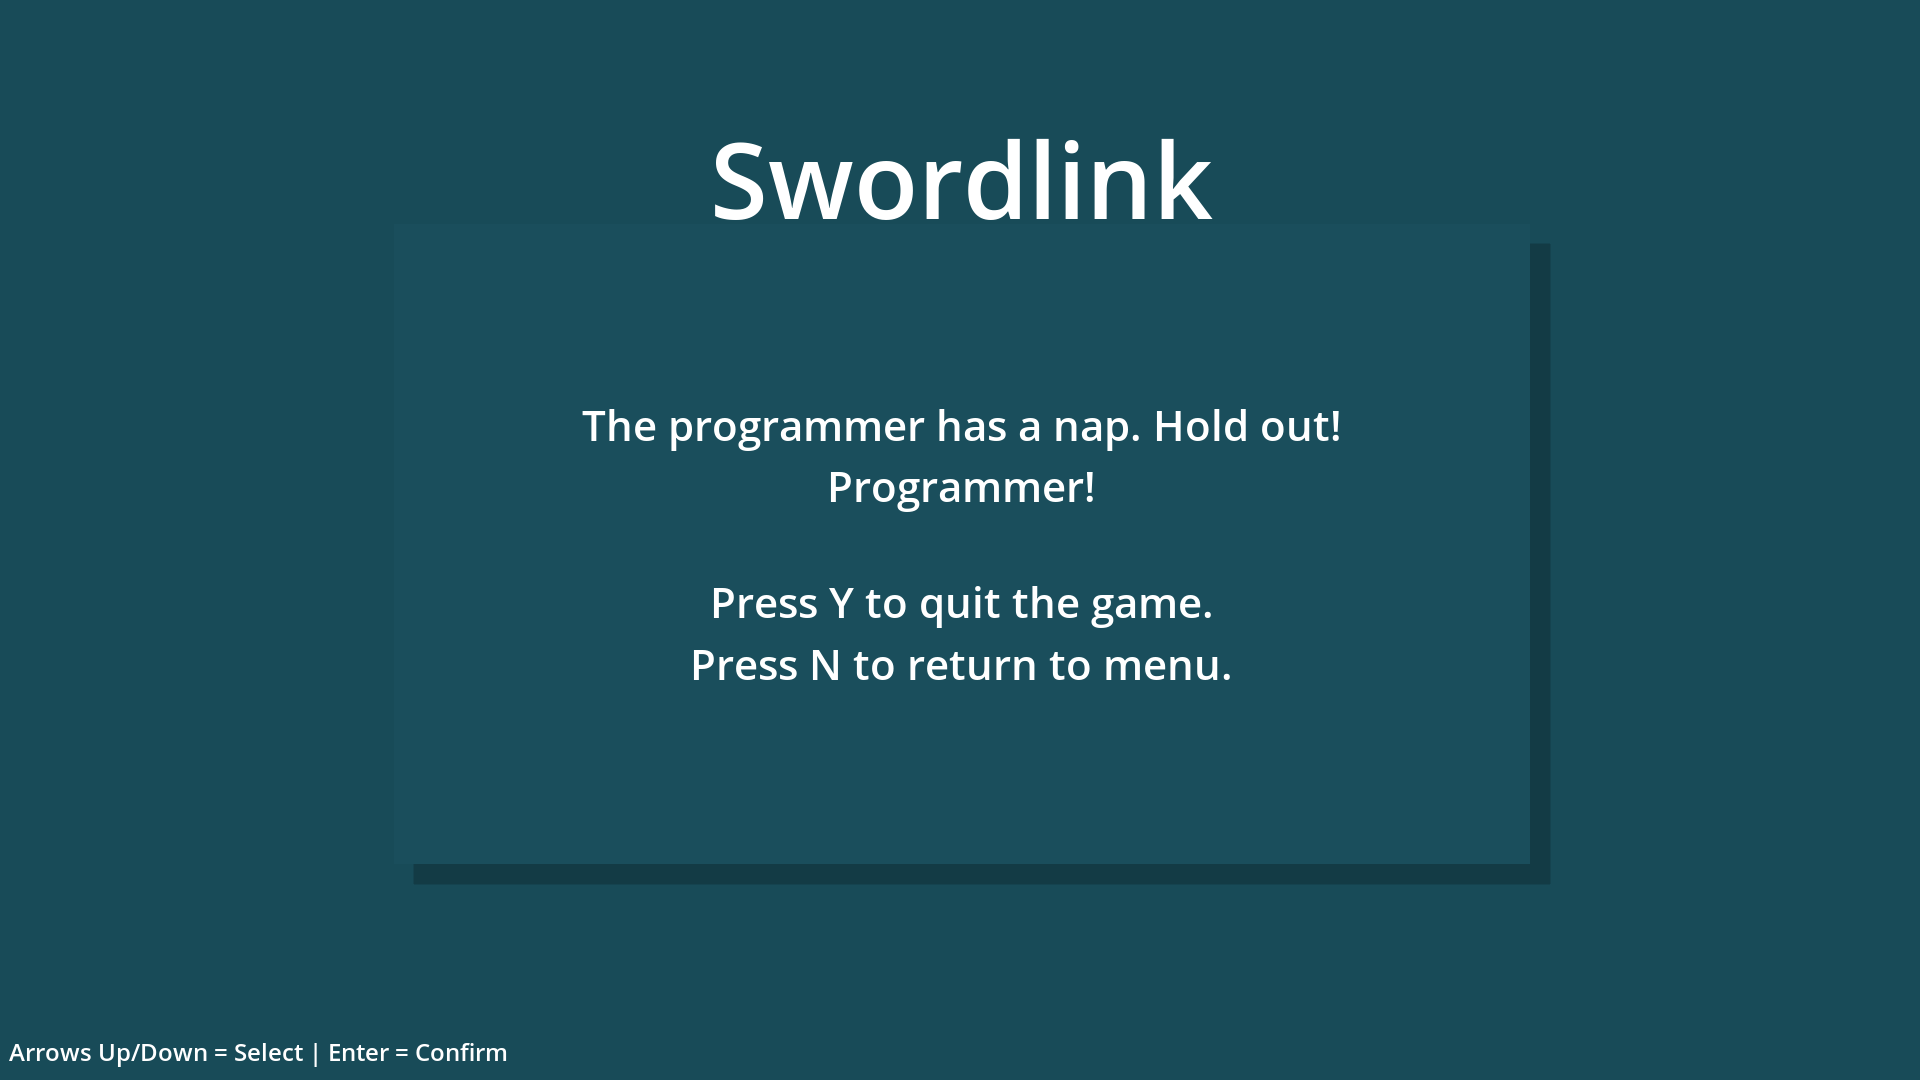 Swordlink
The programmer has a nap. Hold out!
Programmer!
Press Y to quit the game.
Press N to return to menu.
Arrows Up/Down = Select | Enter = Confirm